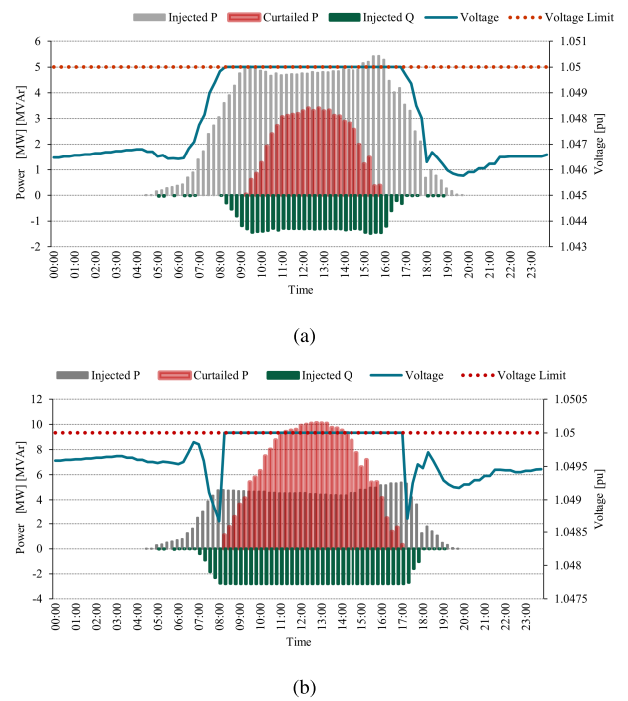 Injected P Curtailed P Injected Q Voltage Voltage Limit
6 1.051
5 1.05
4 1.049
3 1.048
2 1.047
1 1.046
0 1.045
-1 1.044
-2 1.043
Power [MW] [MVAr]
Voltage [pu]
00:00 01:00 02:00 03:00 04:00 05:00 06:00 07:00 08:00 09:00 10:00 11:00 12:00 13:00 14:00 15:00 16:00 17:00 18:00 19:00 20:00 21:00 22:00 23:00
Time
(a)
Injected P Curtailed P Injected Q Voltage Voltage Limit
12 1.0505
10 1.05
8 1.0495
6 1.049
4 1.0485
2 1.048
0 1.0475
-2
-4
Power [MW] [MVAr]
Voltage [pu]
00:00 01:00 02:00 03:00 04:00 05:00 06:00 07:00 08:00 09:00 10:00 11:00 12:00 13:00 14:00 15:00 16:00 17:00 18:00 19:00 20:00 21:00 22:00 23:00
Time
(b)